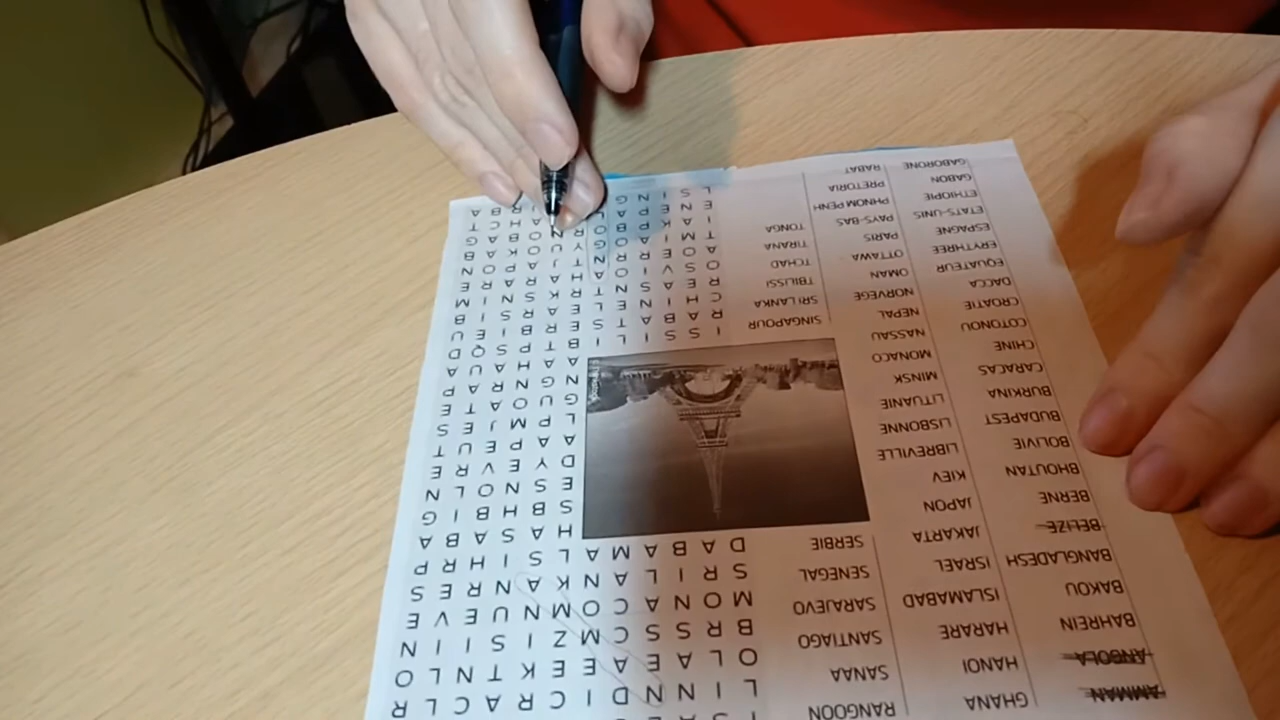 AMMAN
ANGOLA
BAHREIN
BAKOU
BANGLADESH
BELIZE
BERNE
BHOUTAN
BOLIVIE
BUDAPEST
BURKINA
CARACAS
CHINE
COTONOU
CROATIE
DACCA
EQUATEUR
ERYTHREE
ESPAGNE
ETATS-UNIS
ETHIOPIE
GABON
GABORONE
GHANA
HANOI
HARARE
ISLAMABAD
ISRAEL
JAKARTA
JAPON
KIEV
LIBREVILLE
LISBONNE
LITUANIE
MINSK
MONACO
NASSAU
NEPAL
NORVEGE
OMAN
OTTAWA
PARIS
PAYS-BAS
PHNOM PENH
PRETORIA
RABAT
RANGOON
SANAA
SANTIAGO
SARAJEVO
SENEGAL
SERBIE
SINGAPOUR
SRI LANKA
TBILISSI
TCHAD
TIRANA
TONGA
L I N N D I C R A C L R
O L A E A E E K T N L O
B R S S C M Z I S I I N
M O N A C O M N U E V E
S R I L A N K A N R E S
D A B A M A L S I H R P
H A S A B A
S B H B I G
E S N O L N
D Y E V R E
A A P E U T
L P M J E S
G U O A T E
N G N R A P
I S S I L I B T P S Q D
R A B A T S E R B I E U